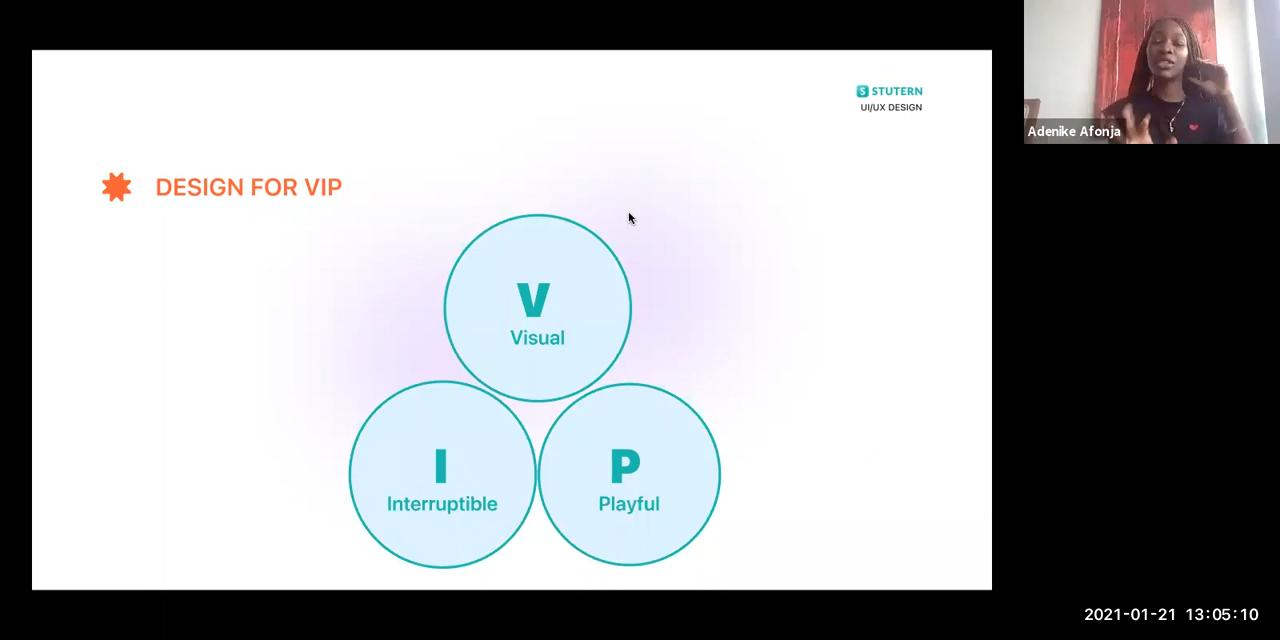 STUTERN
UI/UX DESIGN
Adenike Afonja
DESIGN FOR VIP
V
Visual
I
Interruptible
P
Playful
2021-01-21 13:05:10